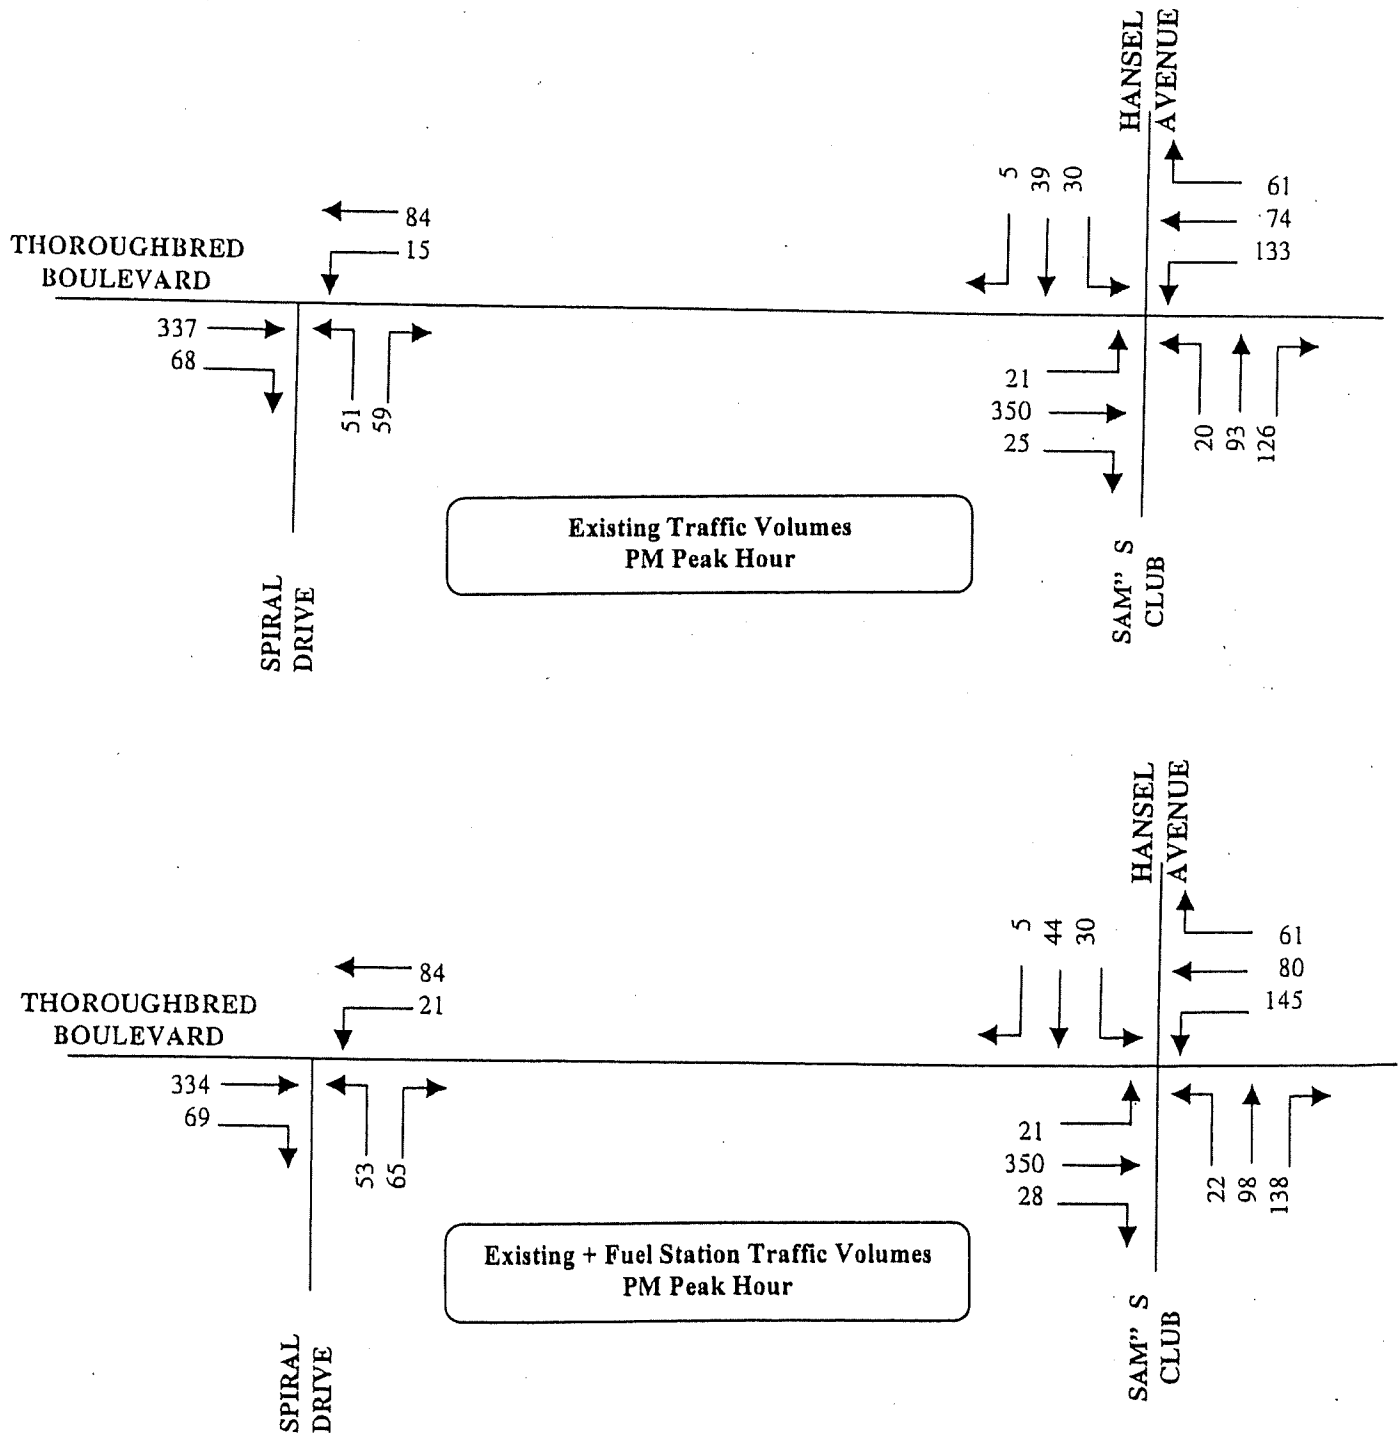 HANSEL
AVENUE
5
39
30
61
74
133
84
15
THOROUGHBRED
BOULEVARD
337
68
51
59
21
350
25
20
93
126
Existing Traffic Volumes
PM Peak Hour
SPIRAL
DRIVE
SAM" S
CLUB
HANSEL
AVENUE
5
44
30
61
80
145
84
21
THOROUGHBRED
BOULEVARD
334
69
53
65
21
350
28
22
98
138
Existing + Fuel Station Traffic Volumes
PM Peak Hour
SPIRAL
DRIVE
SAM" S
CLUB